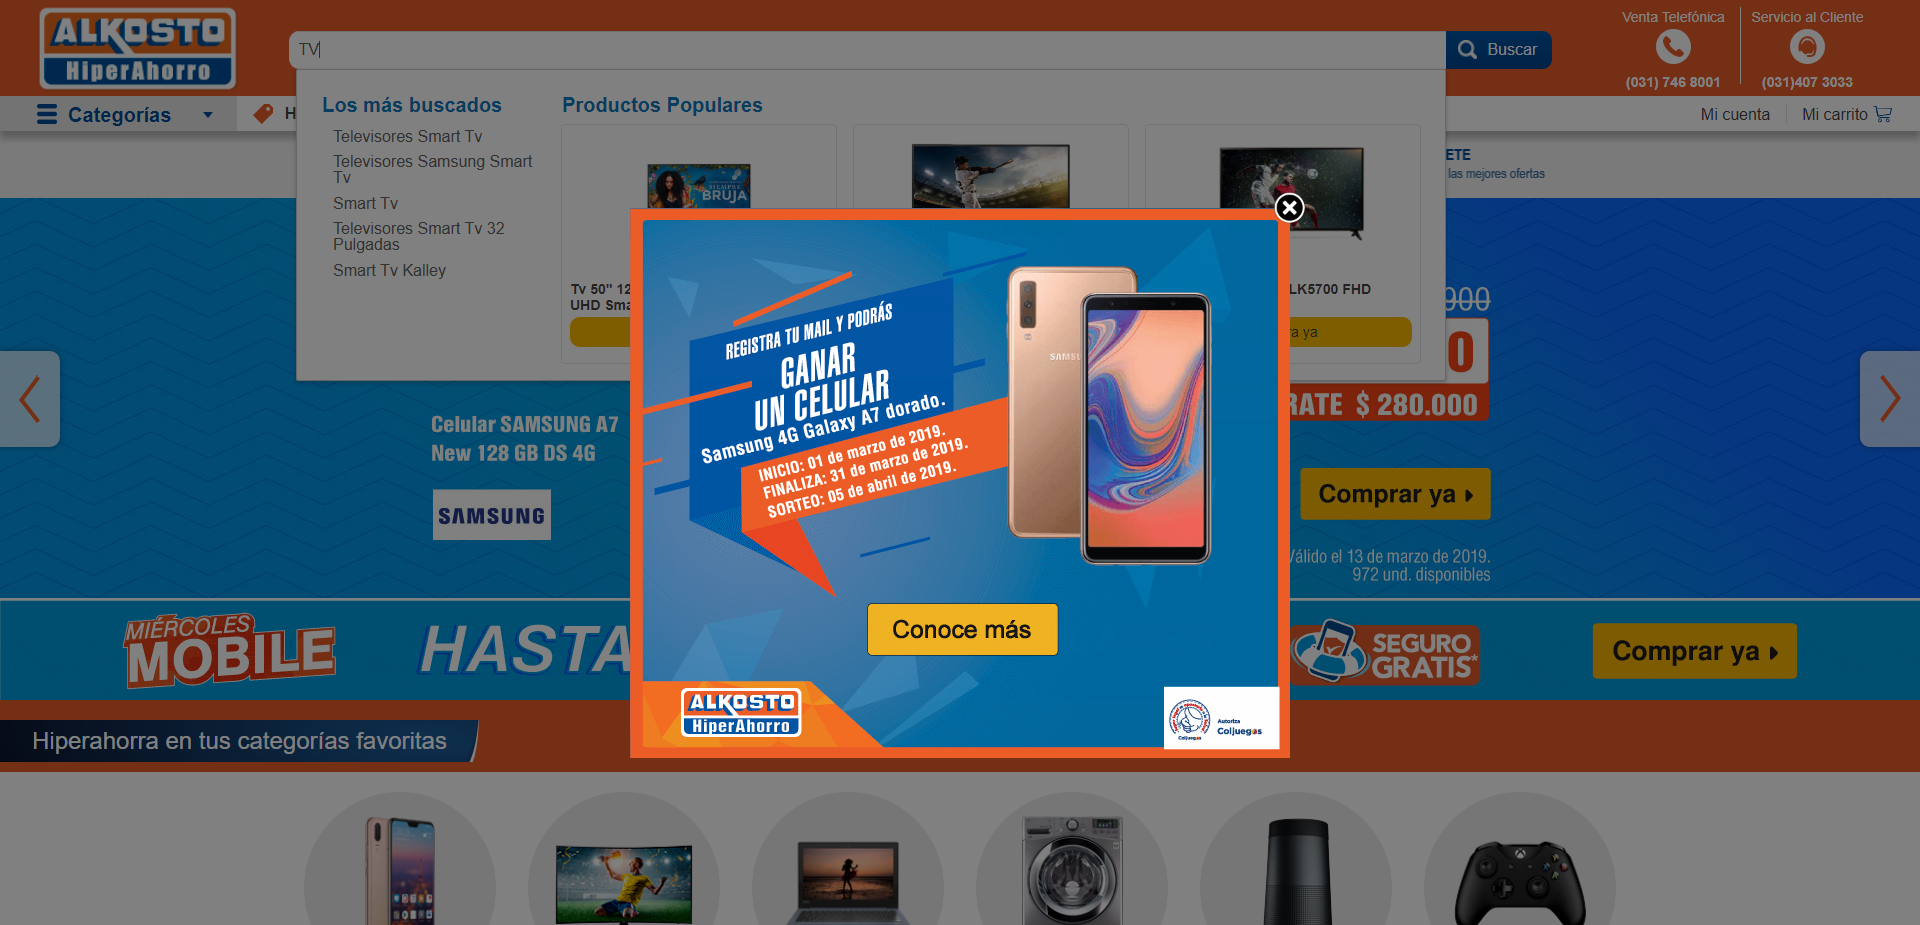 ALKOSTO
HiperAhorro
TV
Buscar
Venta Telefónica
(031) 746 8001
Servicio al Cliente
(031)407 3033
Categorías
H
Mi cuenta
Mi carrito
Los más buscados
Televisores Smart Tv
Televisores Samsung Smart
Tv
Smart Tv
Televisores Smart Tv 32
Pulgadas
Smart Tv Kalley
Productos Populares
SIEMPRE
BRUJA
Tv 50" 12
UHD Sma
LK5700 FHD
ra ya
ETE
las mejores ofertas
900
0
RATE $ 280.000
Celular SAMSUNG A7
New 128 GB DS 4G
SAMSUNG
Comprar ya
Válido el 13 de marzo de 2019.
972 und. disponibles
REGISTRA TU MAIL Y PODRÁS
GANAR
UN CELULAR
Samsung 4G Galaxy A7 dorado.
INICIO: 01 de marzo de 2019.
FINALIZA: 31 de marzo de 2019.
SORTEO: 05 de abril de 2019.
SAMSU
Conoce más
ALKOSTO
HiperAhorro
Autoriza
Coljuegos
Coljuegos
MIÉRCOLES
MOBILE
HASTA
SEGURO
GRATIS*
Comprar ya
Hiperahorra en tus categorías favoritas